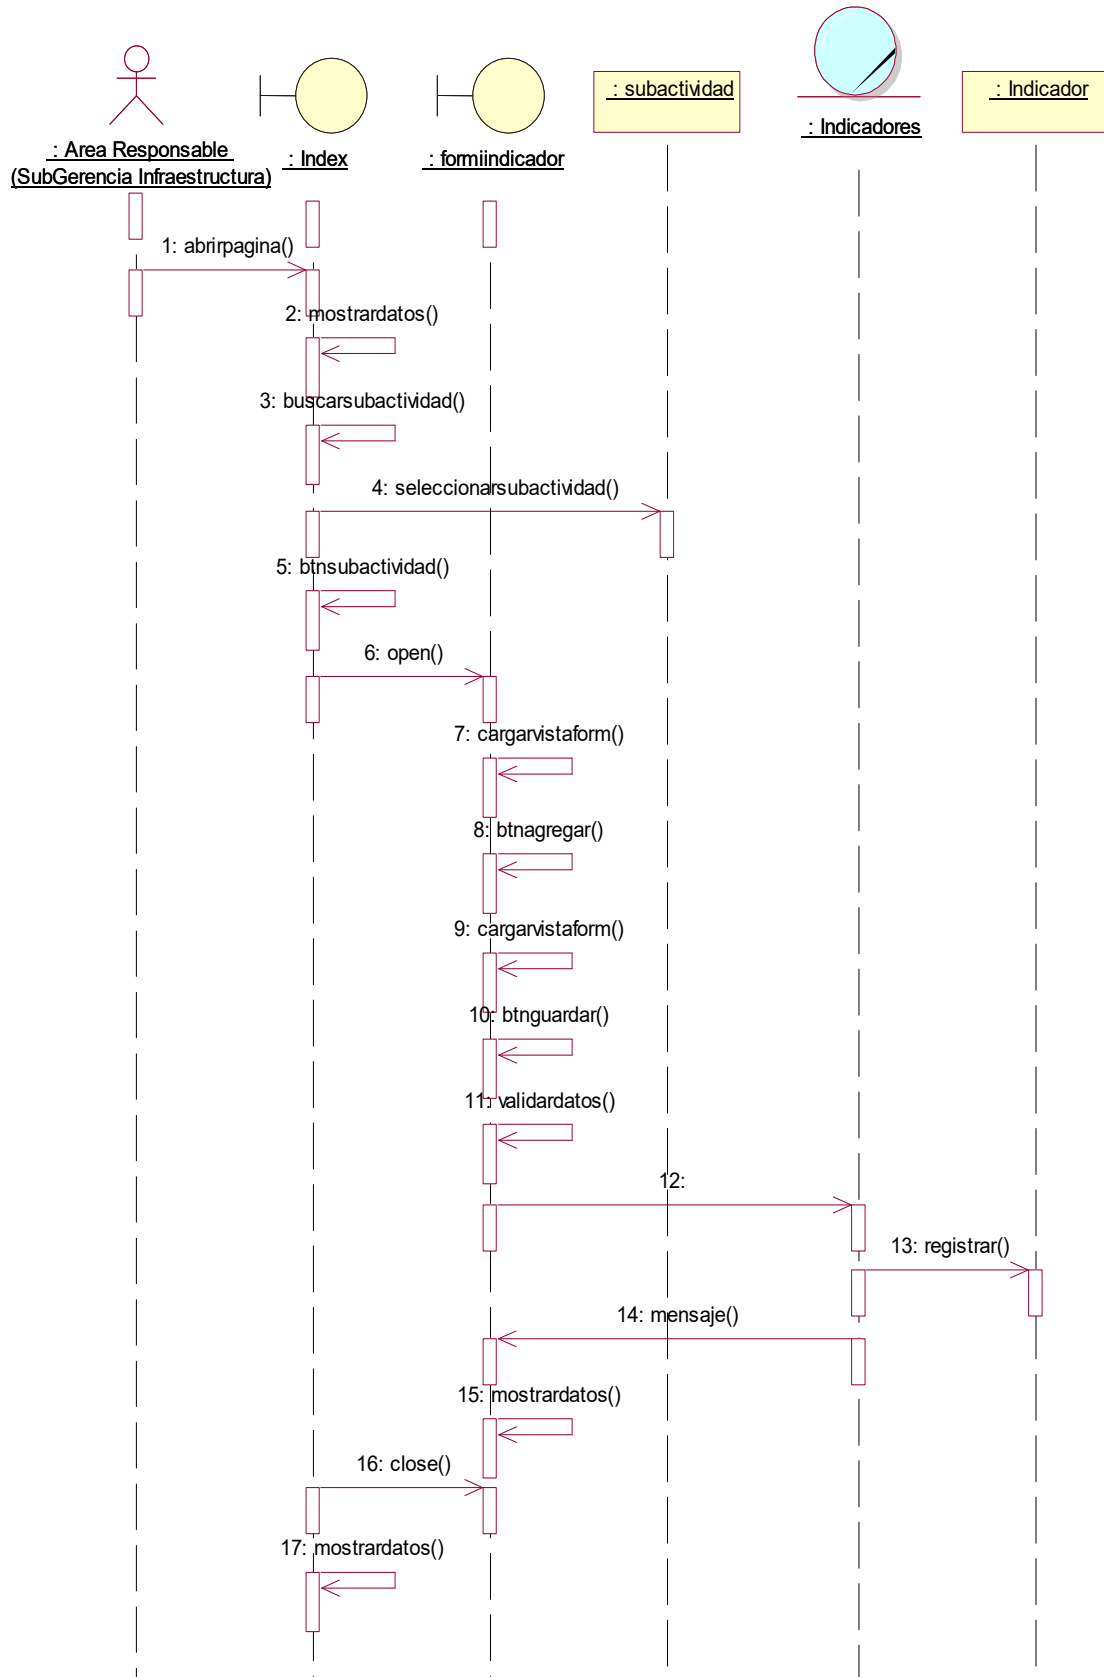 : Area Responsable
(SubGerencia Infraestructura)
: Index
: formiindicador
: subactividad
: Indicadores
: Indicador
1: abrirpagina()
2: mostrardatos()
3: buscarsubactividad()
4: seleccionarsubactividad()
5: btnsubactividad()
6: open()
7: cargarvistaform()
8: btnagregar()
9: cargarvistaform()
10: btnguardar()
11: validardatos()
12:
13: registrar()
14: mensaje()
15: mostrardatos()
16: close()
17: mostrardatos()